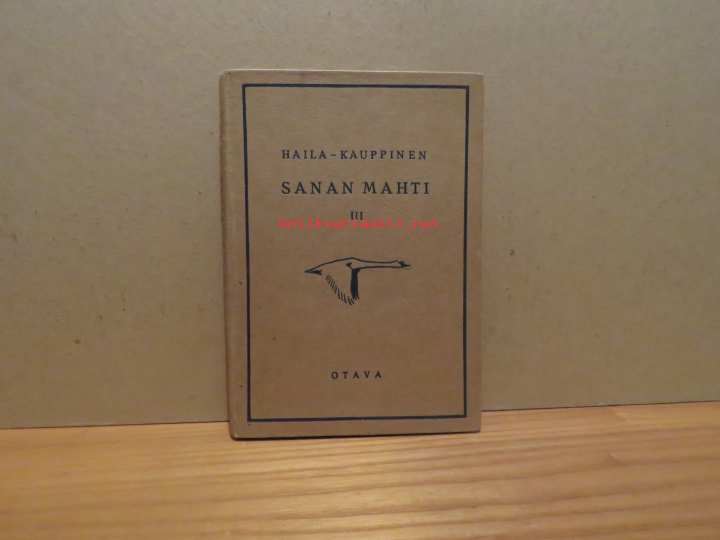 HAILA-KAUPPINEN
SANAN MAHTI
III
OTAVA